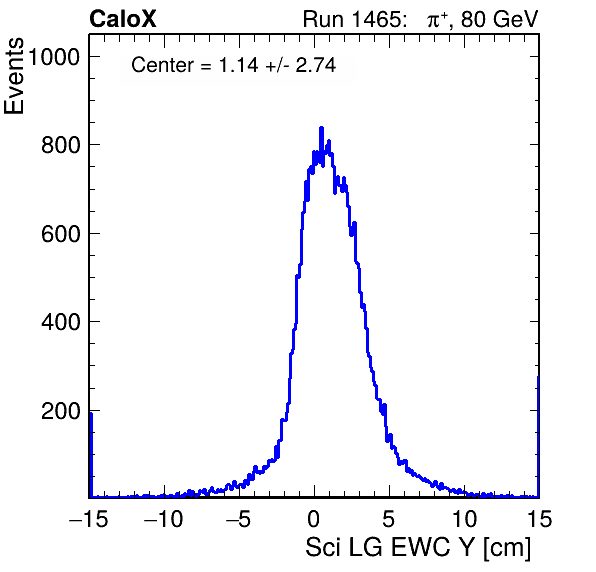 CaloX Run 1465: π⁺, 80 GeV
Events
Center = 1.14 +/- 2.74
1000
800
600
400
200
−15 −10 −5 0 5 10 15
Sci LG EWC Y [cm]